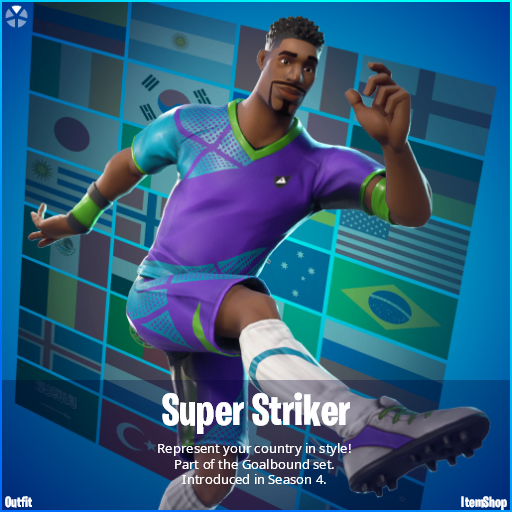 Super Striker
Represent your country in style!
Part of the Goalbound set.
Introduced in Season 4.
Outfit
ItemShop